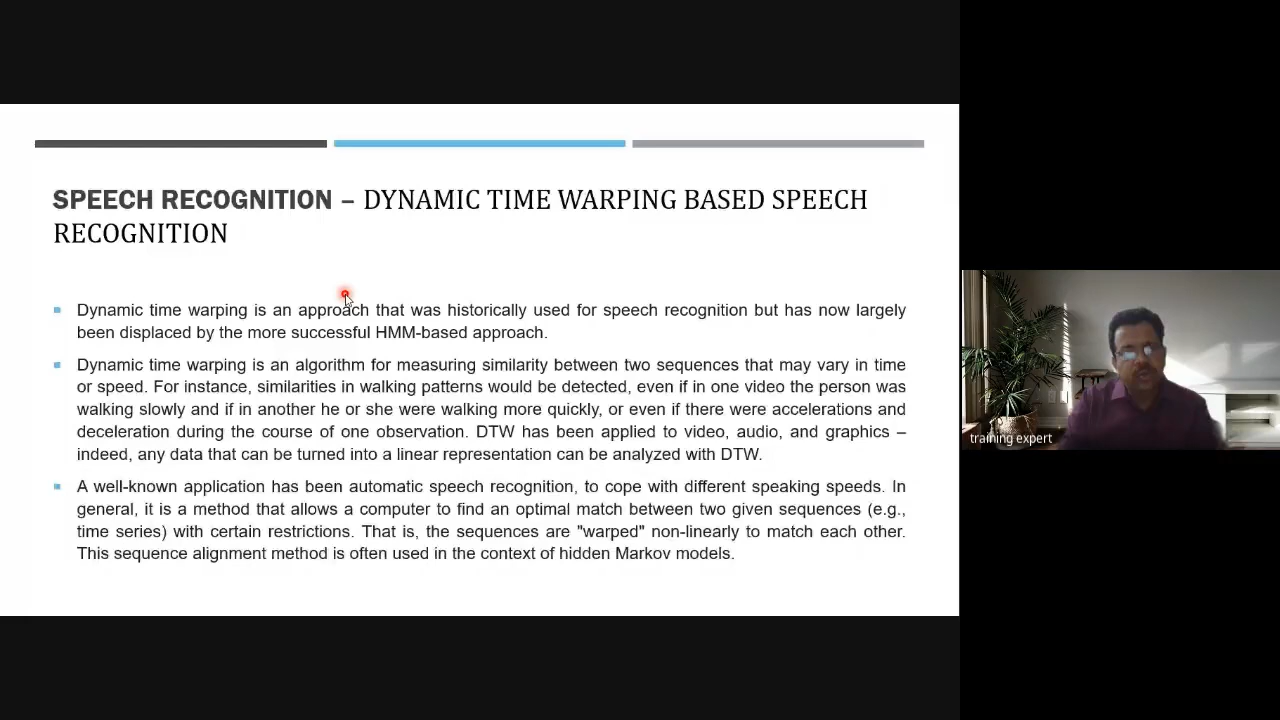 SPEECH RECOGNITION – DYNAMIC TIME WARPING BASED SPEECH
RECOGNITION
Dynamic time warping is an approach that was historically used for speech recognition but has now largely
been displaced by the more successful HMM-based approach.
Dynamic time warping is an algorithm for measuring similarity between two sequences that may vary in time
or speed. For instance, similarities in walking patterns would be detected, even if in one video the person was
walking slowly and if in another he or she were walking more quickly, or even if there were accelerations and
deceleration during the course of one observation. DTW has been applied to video, audio, and graphics –
indeed, any data that can be turned into a linear representation can be analyzed with DTW.
A well-known application has been automatic speech recognition, to cope with different speaking speeds. In
general, it is a method that allows a computer to find an optimal match between two given sequences (e.g.,
time series) with certain restrictions. That is, the sequences are "warped" non-linearly to match each other.
This sequence alignment method is often used in the context of hidden Markov models.
training expert